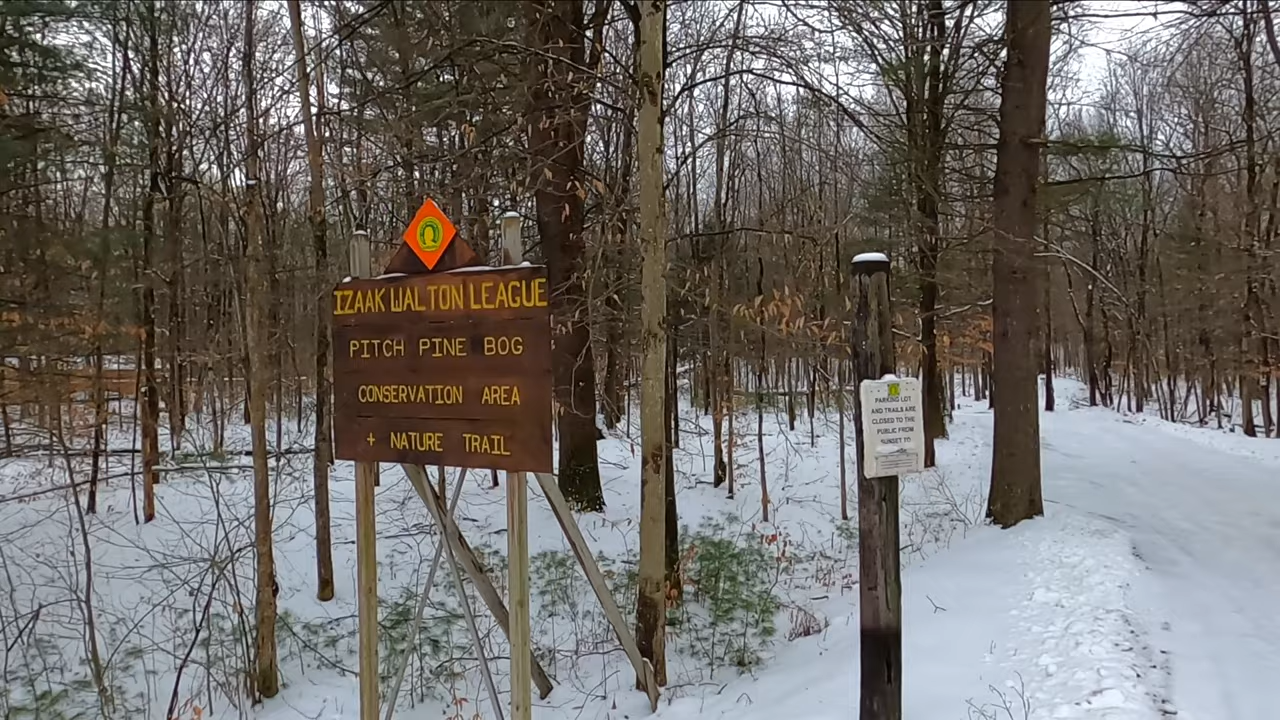 IZAAK WALTON LEAGUE
PITCH PINE BOG
CONSERVATION AREA
+ NATURE TRAIL
PARKING LOT
AND TRAILS ARE
CLOSED TO THE
PUBLIC FROM
SUNSET TO